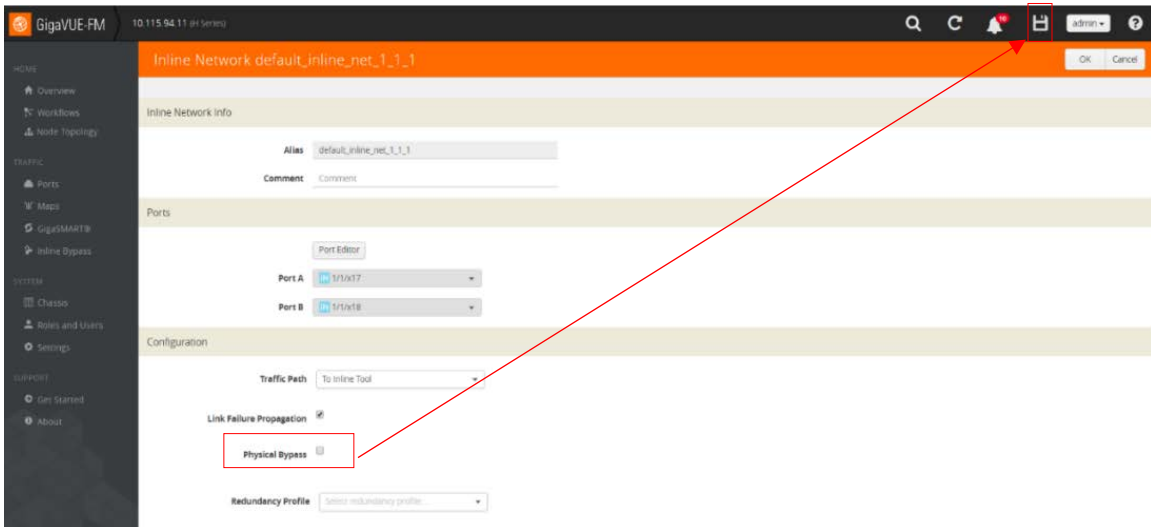 GigaVUE-FM 10.115.94.11 (H Series) 10 admin ?
Inline Network default_inline_net_1_1_1 OK Cancel
HOME
Overview
Workflows
Node Topology
TRAFFIC
Ports
Maps
GigaSMART®
Inline Bypass
SYSTEM
Chassis
Roles and Users
Settings
SUPPORT
Get Started
About
Inline Network Info
Alias default_inline_net_1_1_1
Comment Comment
Ports
Port Editor
Port A IN 1/1/x17
Port B IN 1/1/x18
Configuration
Traffic Path To Inline Tool
Link Failure Propagation
Physical Bypass
Redundancy Profile Select redundancy profile...